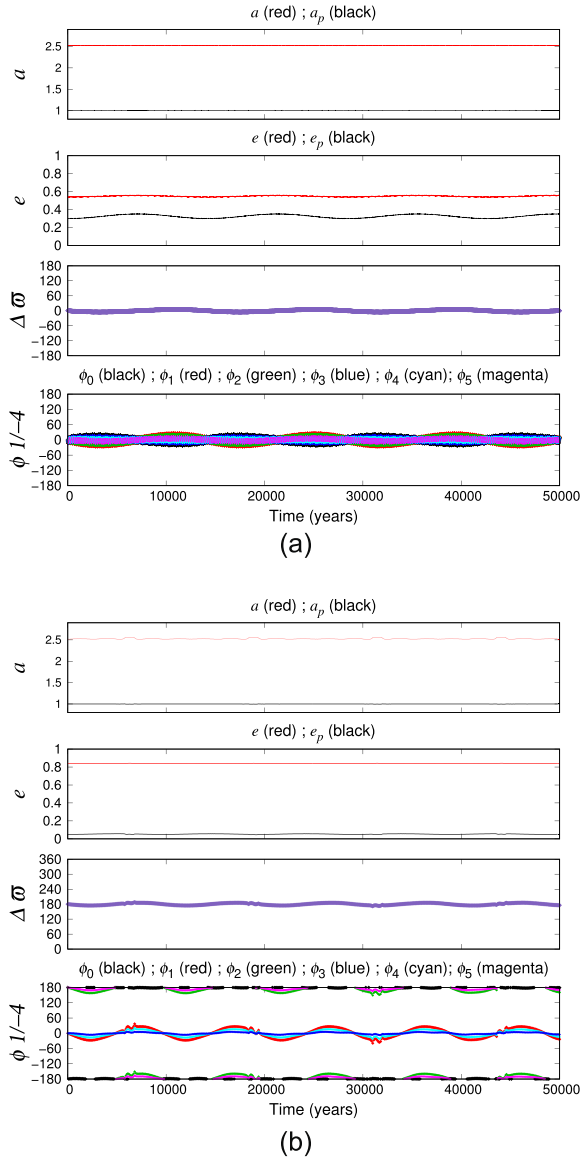 a (red) ; a_p (black)
a
2.5
2
1.5
1
e (red) ; e_p (black)
e
1
0.8
0.6
0.4
0.2
0
Δϖ
180
120
60
0
−60
−120
−180
ϕ_0 (black) ; ϕ_1 (red) ; ϕ_2 (green) ; ϕ_3 (blue) ; ϕ_4 (cyan); ϕ_5 (magenta)
ϕ 1/−4
180
120
60
0
−60
−120
−180
0 10000 20000 30000 40000 50000
Time (years)
(a)
a (red) ; a_p (black)
a
2.5
2
1.5
1
e (red) ; e_p (black)
e
1
0.8
0.6
0.4
0.2
0
Δϖ
360
300
240
180
120
60
0
ϕ_0 (black) ; ϕ_1 (red) ; ϕ_2 (green) ; ϕ_3 (blue) ; ϕ_4 (cyan); ϕ_5 (magenta)
ϕ 1/−4
180
120
60
0
−60
−120
−180
0 10000 20000 30000 40000 50000
Time (years)
(b)